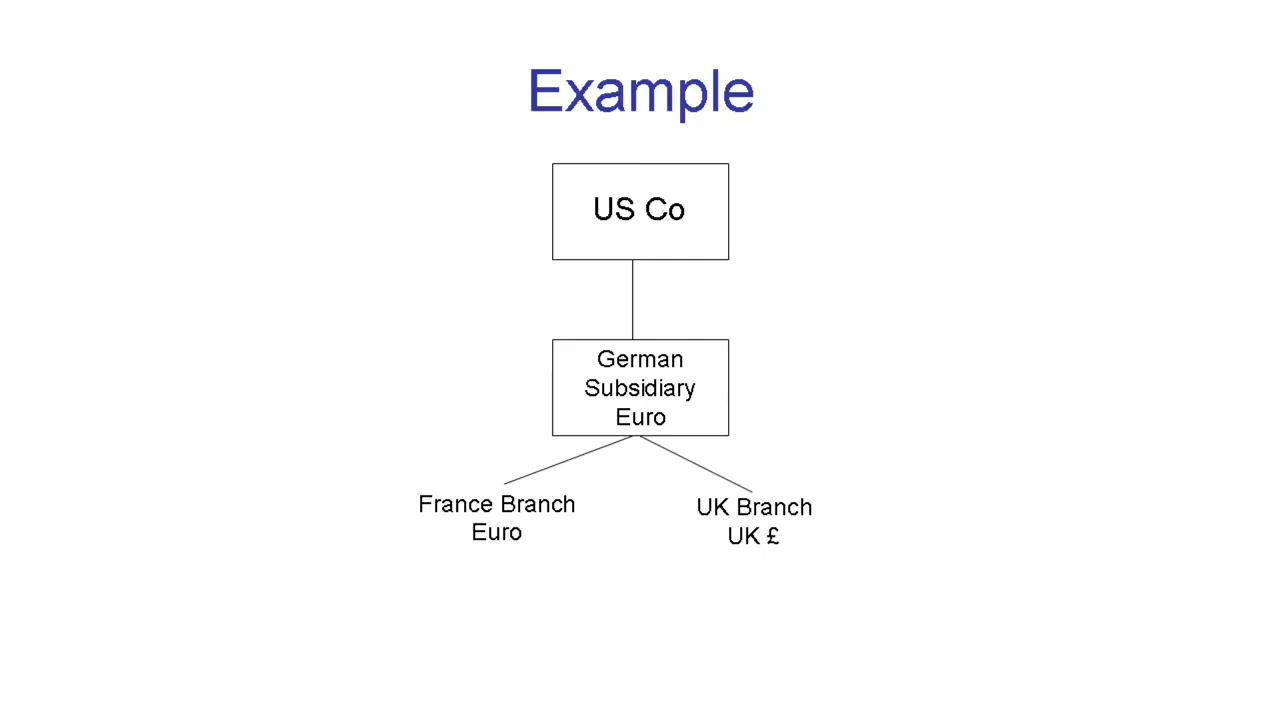 Example
US Co
German
Subsidiary
Euro
France Branch
Euro
UK Branch
UK £